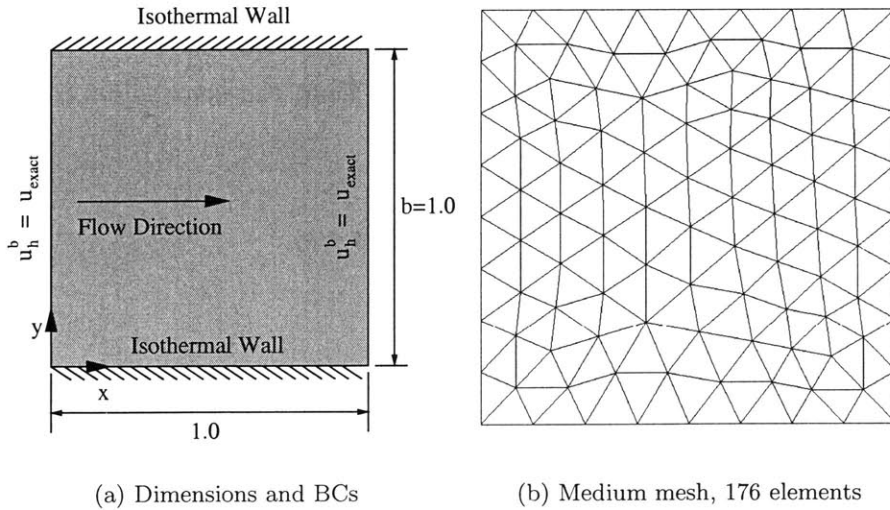 Isothermal Wall
u_h^b = u_exact
Flow Direction
u_h^b = u_exact
b=1.0
y
Isothermal Wall
x
1.0
(a) Dimensions and BCs
(b) Medium mesh, 176 elements